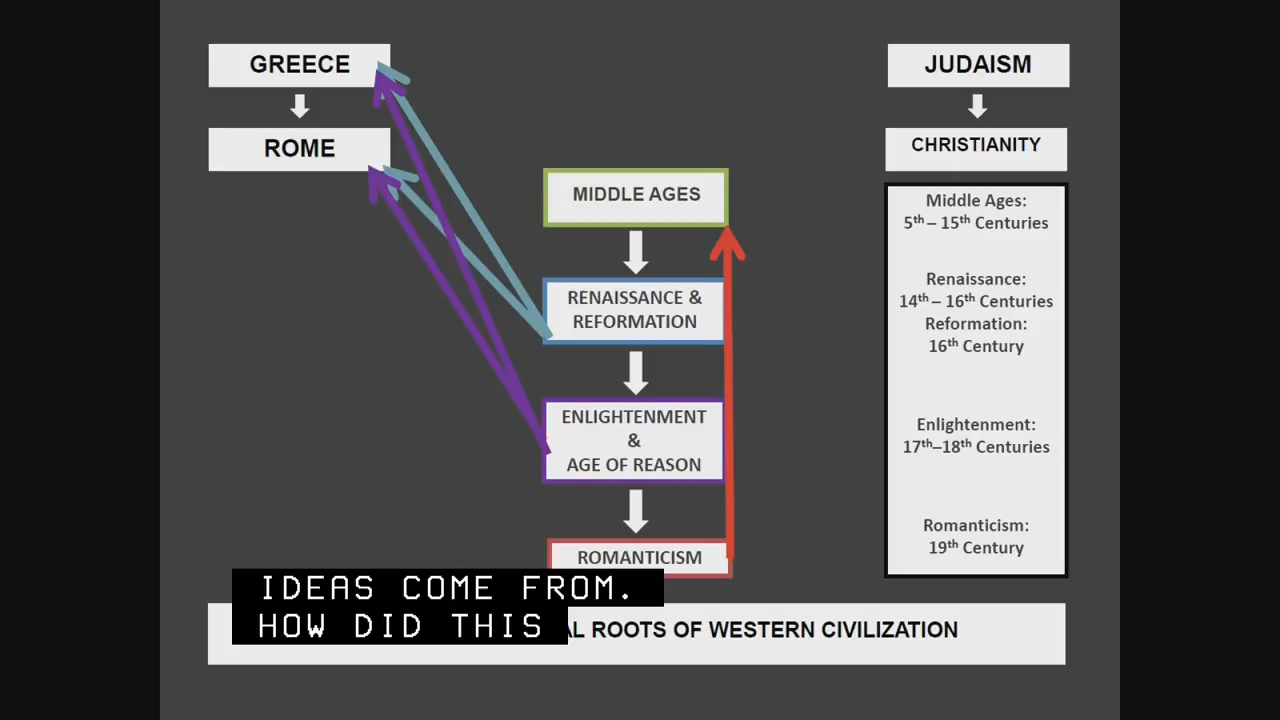 GREECE
ROME
JUDAISM
CHRISTIANITY
MIDDLE AGES
RENAISSANCE &
REFORMATION
ENLIGHTENMENT
&
AGE OF REASON
ROMANTICISM
Middle Ages:
5th – 15th Centuries
Renaissance:
14th – 16th Centuries
Reformation:
16th Century
Enlightenment:
17th–18th Centuries
Romanticism:
19th Century
IDEAS COME FROM.
HOW DID THIS
ROOTS OF WESTERN CIVILIZATION